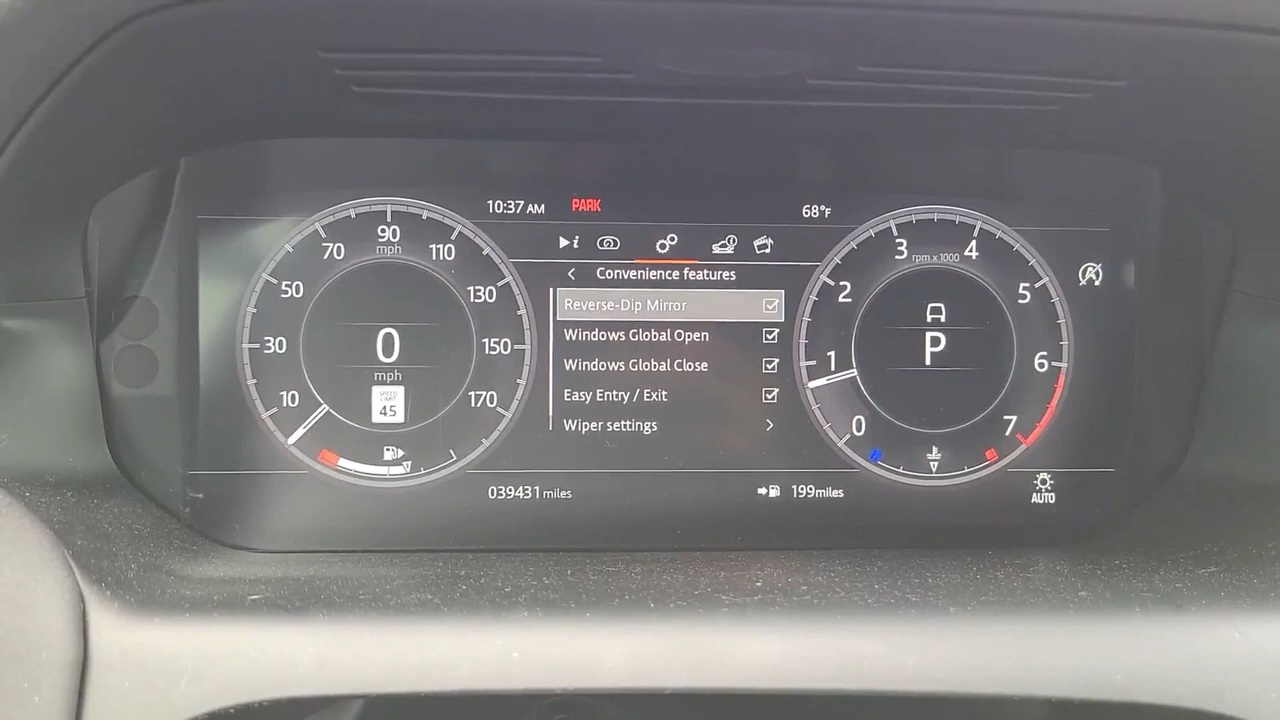 10:37 AM PARK 68°F
Convenience features
Reverse-Dip Mirror
Windows Global Open
Windows Global Close
Easy Entry / Exit
Wiper settings
10 30 50 70 90 110 130 150 170
mph
0
mph
SPEED
LIMIT
45
0 1 2 3 4 5 6 7
rpm x 1000
P
A
AUTO
039431 miles
199miles